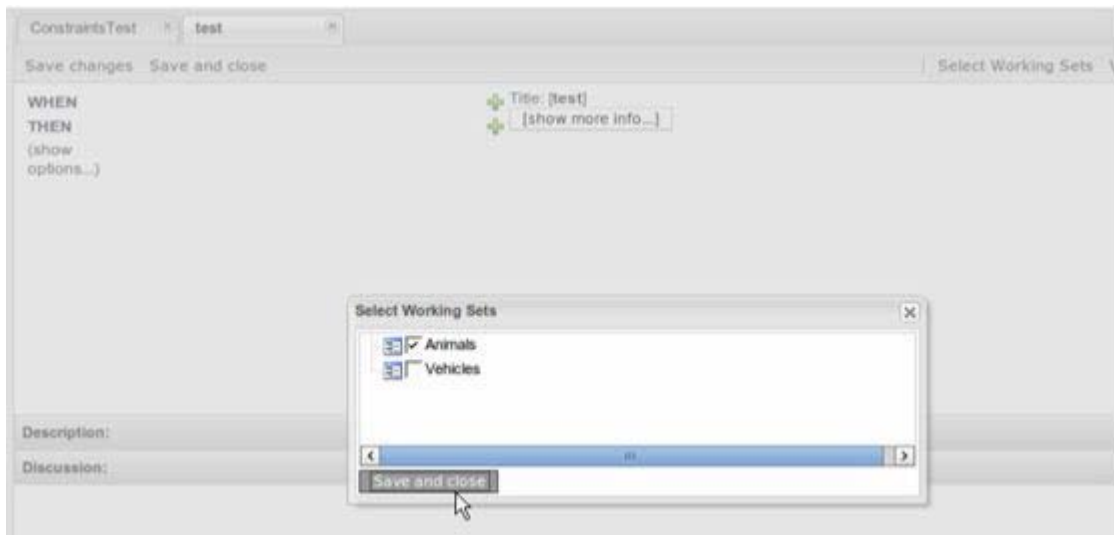 ConstraintsTest test
Save changes Save and close Select Working Sets
WHEN
THEN
(show
options...)
Title: [test]
[show more info...]
Select Working Sets
Animals
Vehicles
Save and close
Description:
Discussion: